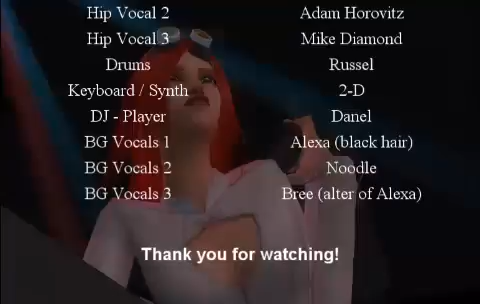 Hip Vocal 2 Adam Horovitz
Hip Vocal 3 Mike Diamond
Drums Russel
Keyboard / Synth 2-D
DJ - Player Danel
BG Vocals 1 Alexa (black hair)
BG Vocals 2 Noodle
BG Vocals 3 Bree (alter of Alexa)
Thank you for watching!